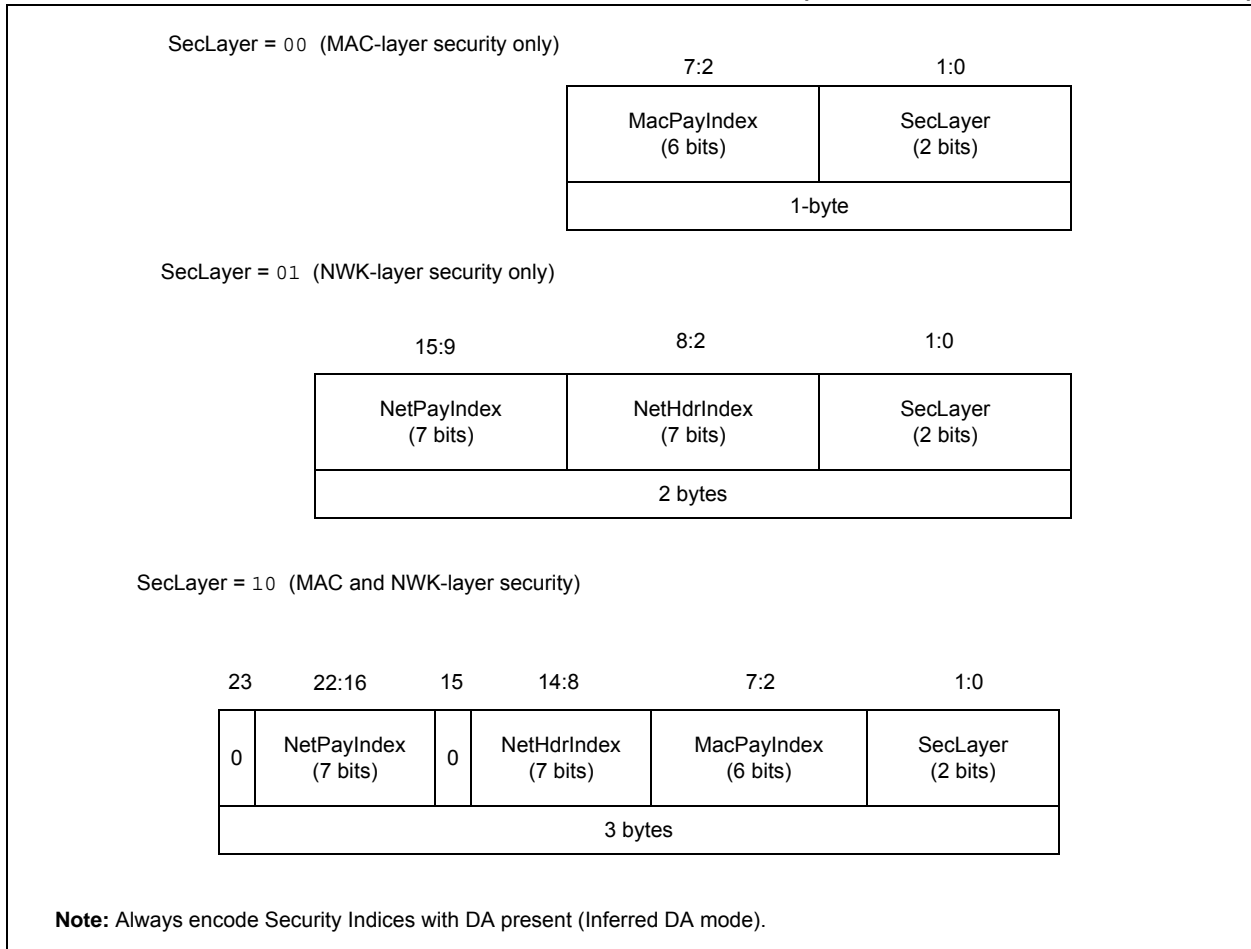 SecLayer = 00 (MAC-layer security only)
7:2 1:0
MacPayIndex SecLayer
(6 bits) (2 bits)
1-byte
SecLayer = 01 (NWK-layer security only)
15:9 8:2 1:0
NetPayIndex NetHdrIndex SecLayer
(7 bits) (7 bits) (2 bits)
2 bytes
SecLayer = 10 (MAC and NWK-layer security)
23 22:16 15 14:8 7:2 1:0
0 NetPayIndex 0 NetHdrIndex MacPayIndex SecLayer
(7 bits) (7 bits) (6 bits) (2 bits)
3 bytes
Note: Always encode Security Indices with DA present (Inferred DA mode).